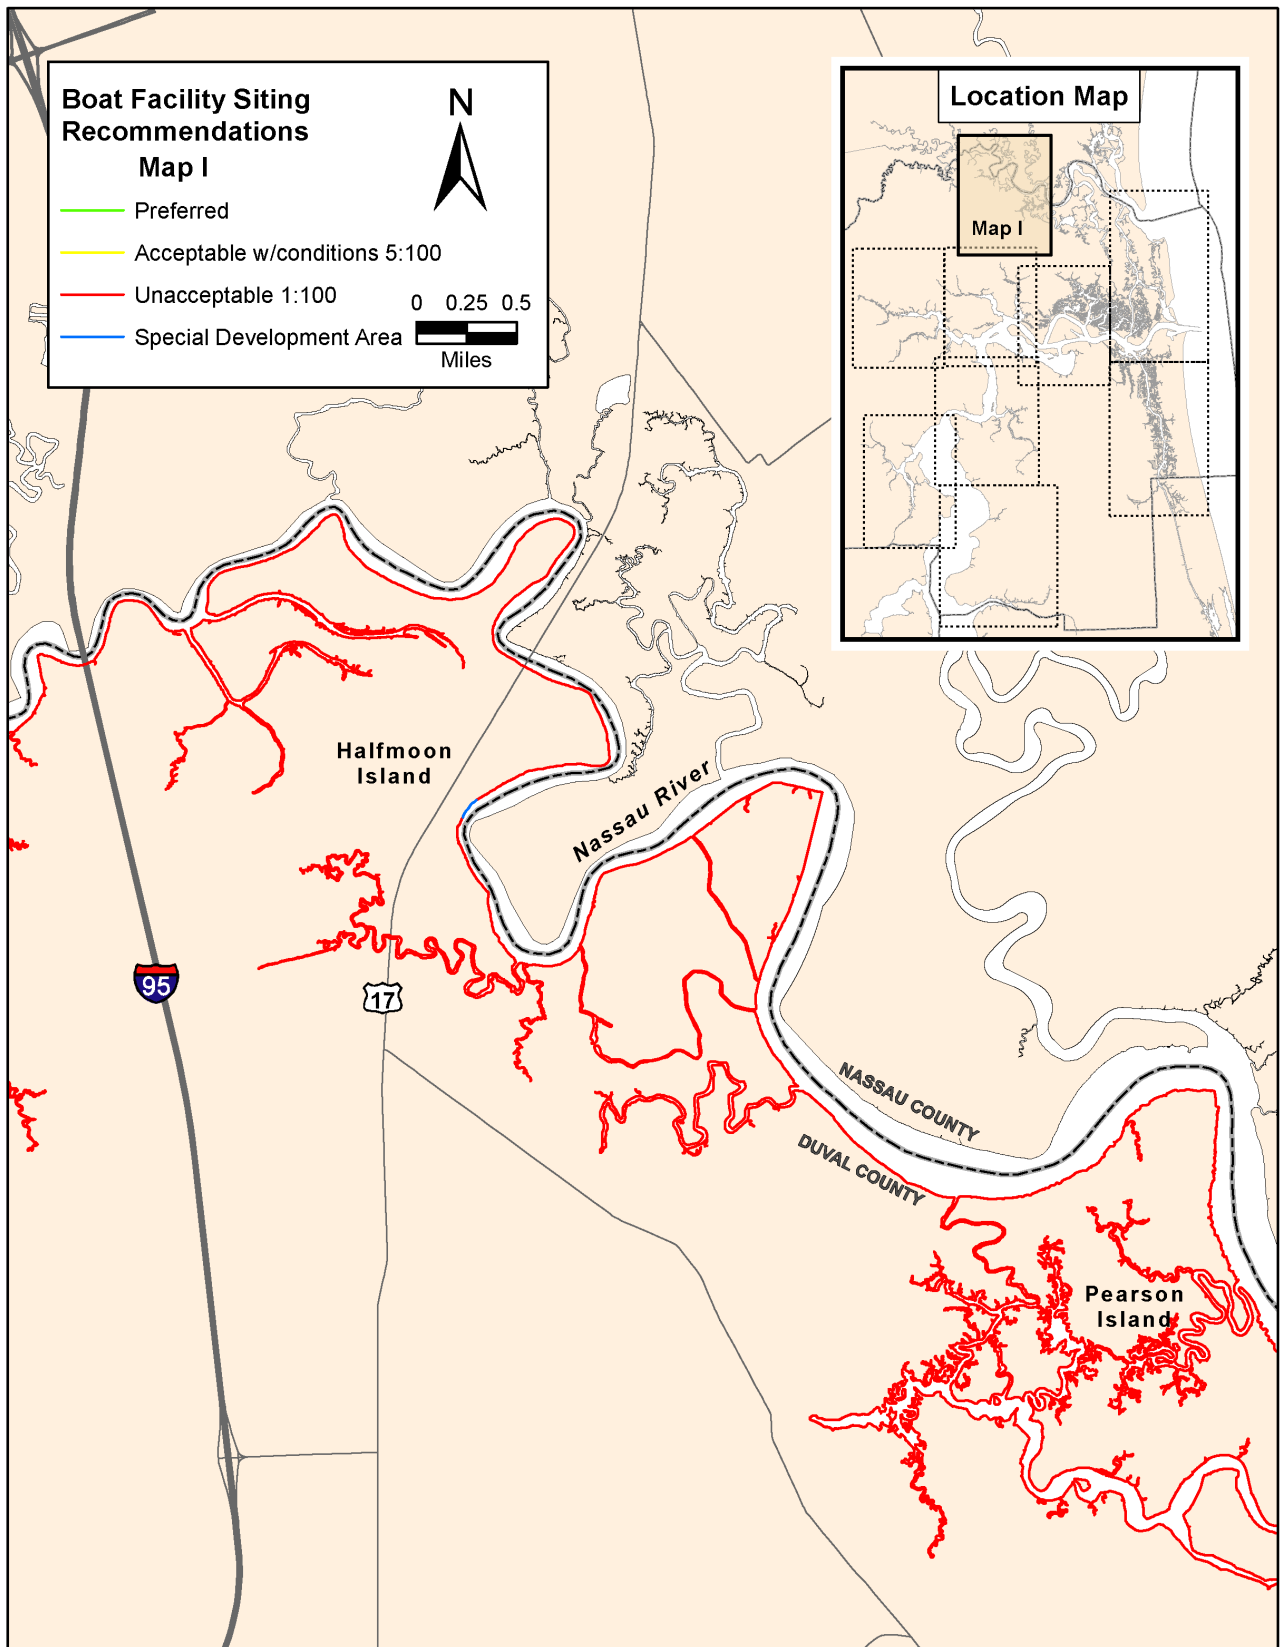 Boat Facility Siting
Recommendations
Map I
N
Preferred
Acceptable w/conditions 5:100
Unacceptable 1:100
Special Development Area
0 0.25 0.5
Miles
Location Map
Map I
Halfmoon
Island
Nassau River
95
17
NASSAU COUNTY
DUVAL COUNTY
Pearson
Island